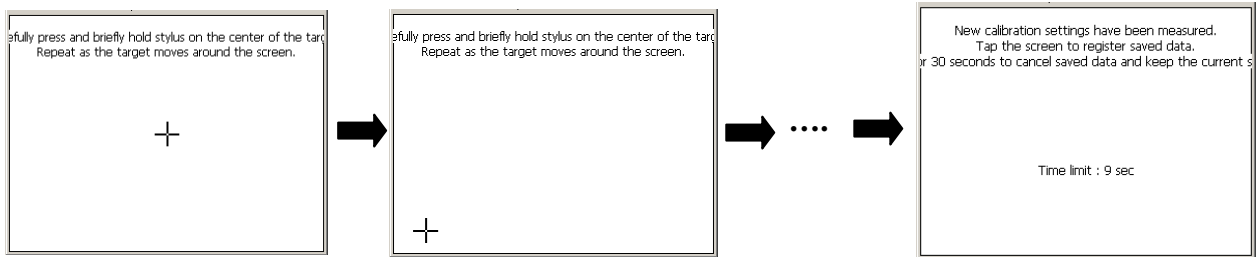 efully press and briefly hold stylus on the center of the targ
Repeat as the target moves around the screen.
efully press and briefly hold stylus on the center of the targ
Repeat as the target moves around the screen.
....
New calibration settings have been measured.
Tap the screen to register saved data.
or 30 seconds to cancel saved data and keep the current s
Time limit : 9 sec